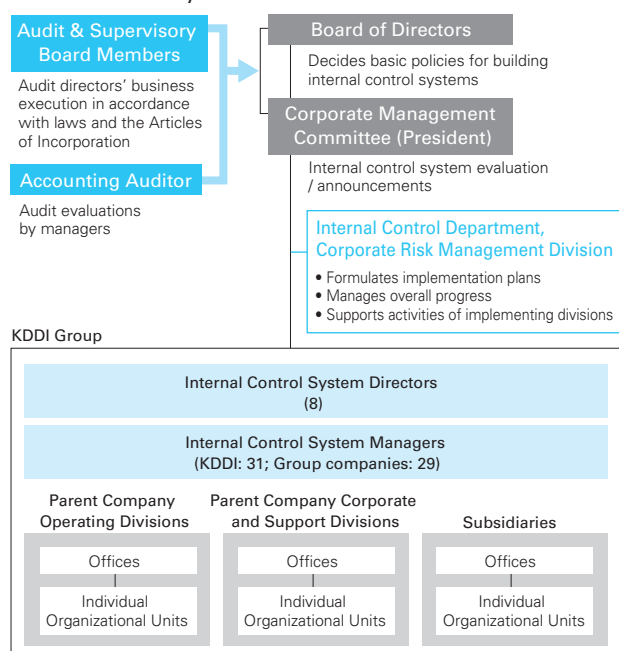 Audit & Supervisory
Board Members
Audit directors’ business
execution in accordance
with laws and the Articles
of Incorporation
Accounting Auditor
Audit evaluations
by managers
Board of Directors
Decides basic policies for building
internal control systems
Corporate Management
Committee (President)
Internal control system evaluation
/ announcements
Internal Control Department,
Corporate Risk Management Division
• Formulates implementation plans
• Manages overall progress
• Supports activities of implementing divisions
KDDI Group
Internal Control System Directors
(8)
Internal Control System Managers
(KDDI: 31; Group companies: 29)
Parent Company
Operating Divisions
Offices
Individual
Organizational Units
Parent Company Corporate
and Support Divisions
Offices
Individual
Organizational Units
Subsidiaries
Offices
Individual
Organizational Units